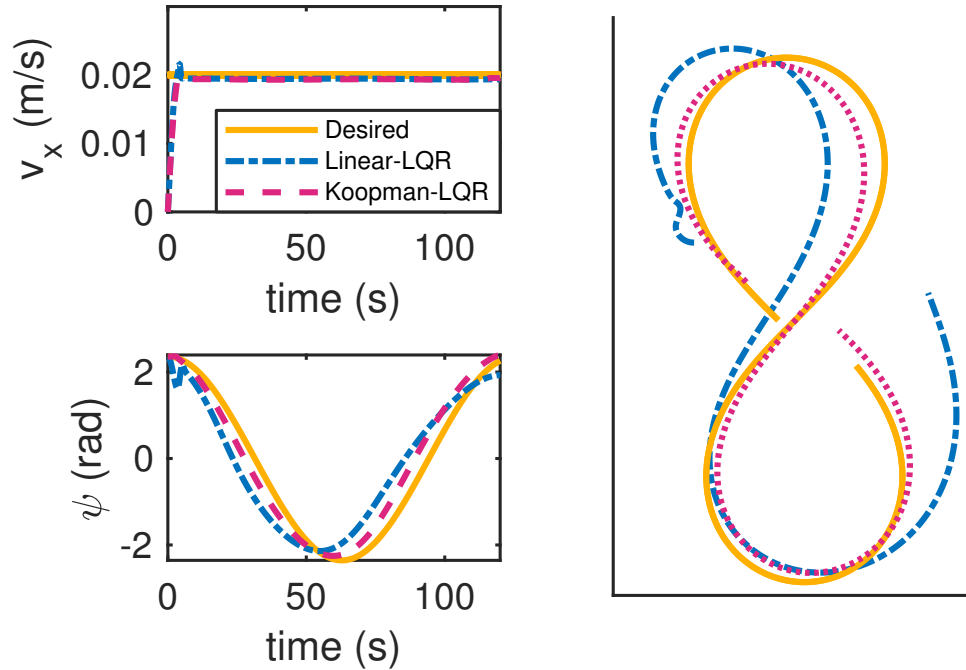 v_x (m/s)
0.02
0.01
0
Desired
Linear-LQR
Koopman-LQR
0 50 100
time (s)
ψ (rad)
2
0
-2
0 50 100
time (s)